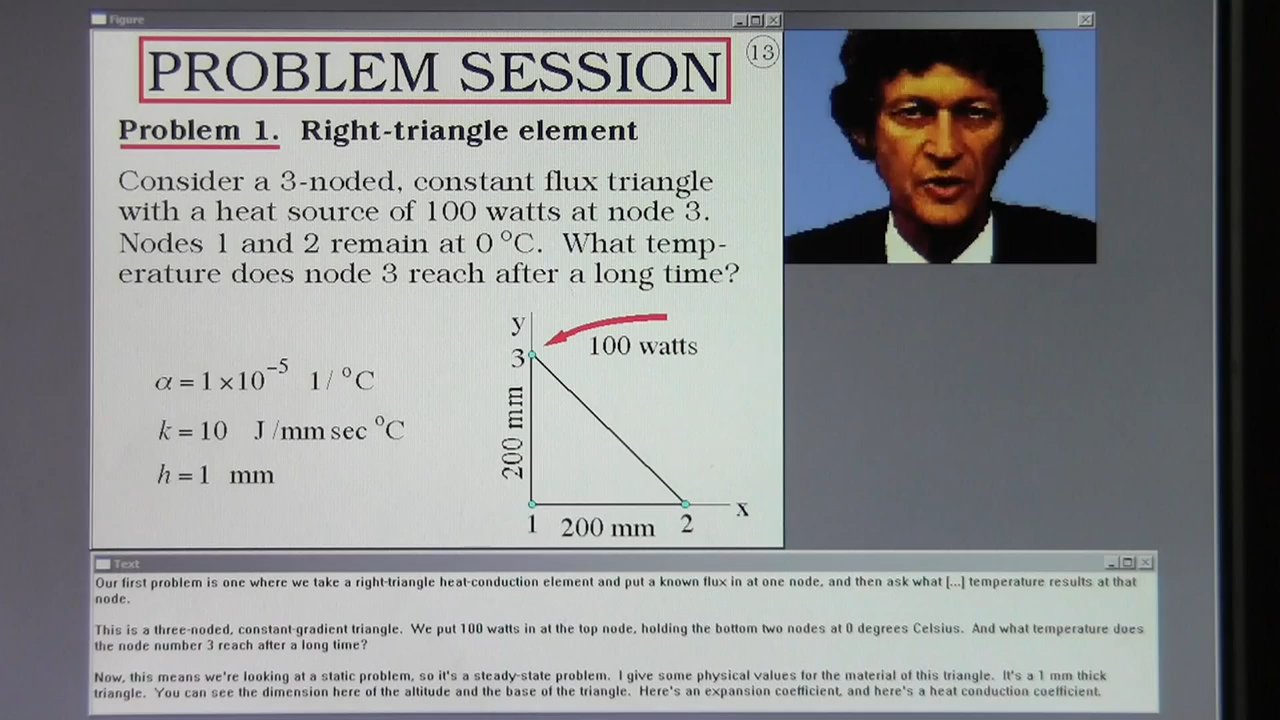 Figure
PROBLEM SESSION
13
Problem 1. Right-triangle element
Consider a 3-noded, constant flux triangle
with a heat source of 100 watts at node 3.
Nodes 1 and 2 remain at 0 °C. What temp-
erature does node 3 reach after a long time?
y
3
100 watts
α = 1 × 10⁻⁵ 1/ °C
k = 10 J/mm sec °C
h = 1 mm
200 mm
x
1 200 mm 2
Text
Our first problem is one where we take a right-triangle heat-conduction element and put a known flux in at one node, and then ask what [...] temperature results at that
node.
This is a three-noded, constant-gradient triangle. We put 100 watts in at the top node, holding the bottom two nodes at 0 degrees Celsius. And what temperature does
the node number 3 reach after a long time?
Now, this means we're looking at a static problem, so it's a steady-state problem. I give some physical values for the material of this triangle. It's a 1 mm thick
triangle. You can see the dimension here of the altitude and the base of the triangle. Here's an expansion coefficient, and here's a heat conduction coefficient.